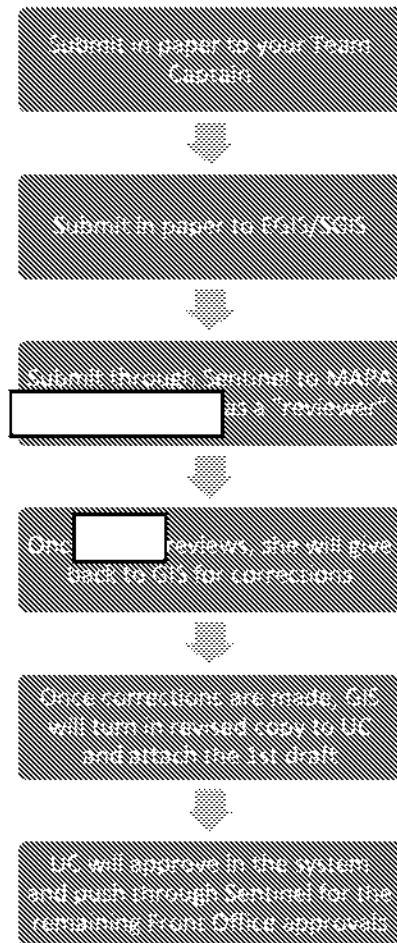 Submit in paper to your Team
Captain
Submit in paper to EGIS/SGIS
Submit through Sentinel to MAPA
as a "reviewer"
Onc reviews, she will give
back to GIS for corrections
Once corrections are made, GIS
will turn in revised copy to UC
and attach the 1st draft
UC will approve in the system
and push through Sentinel for the
remaining Front Office approvals